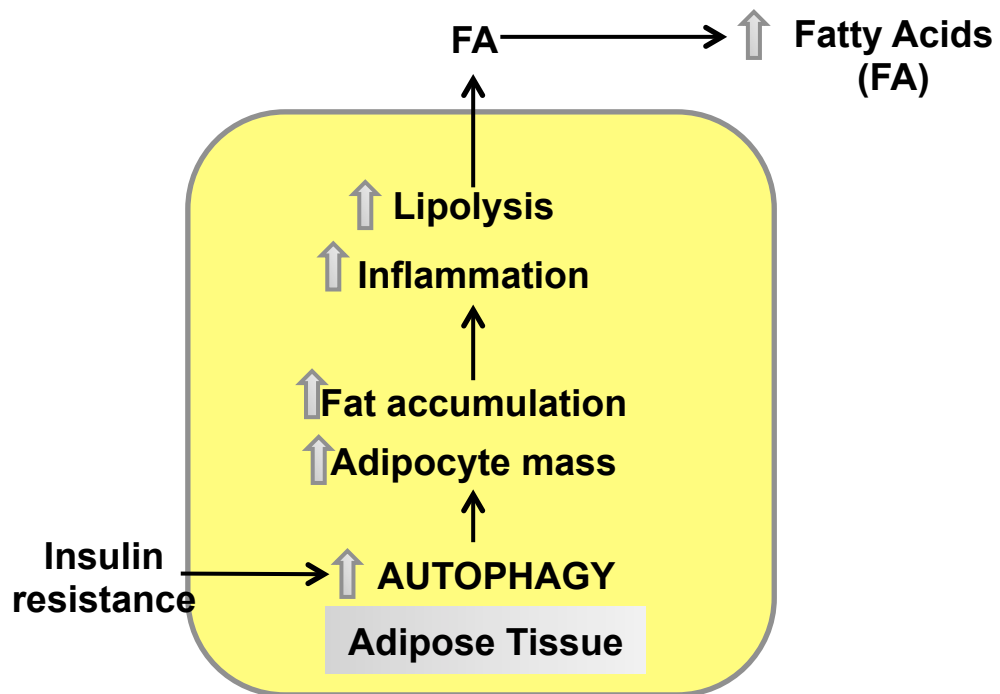 FA
Fatty Acids
(FA)
Lipolysis
Inflammation
Fat accumulation
Adipocyte mass
Insulin
resistance
AUTOPHAGY
Adipose Tissue